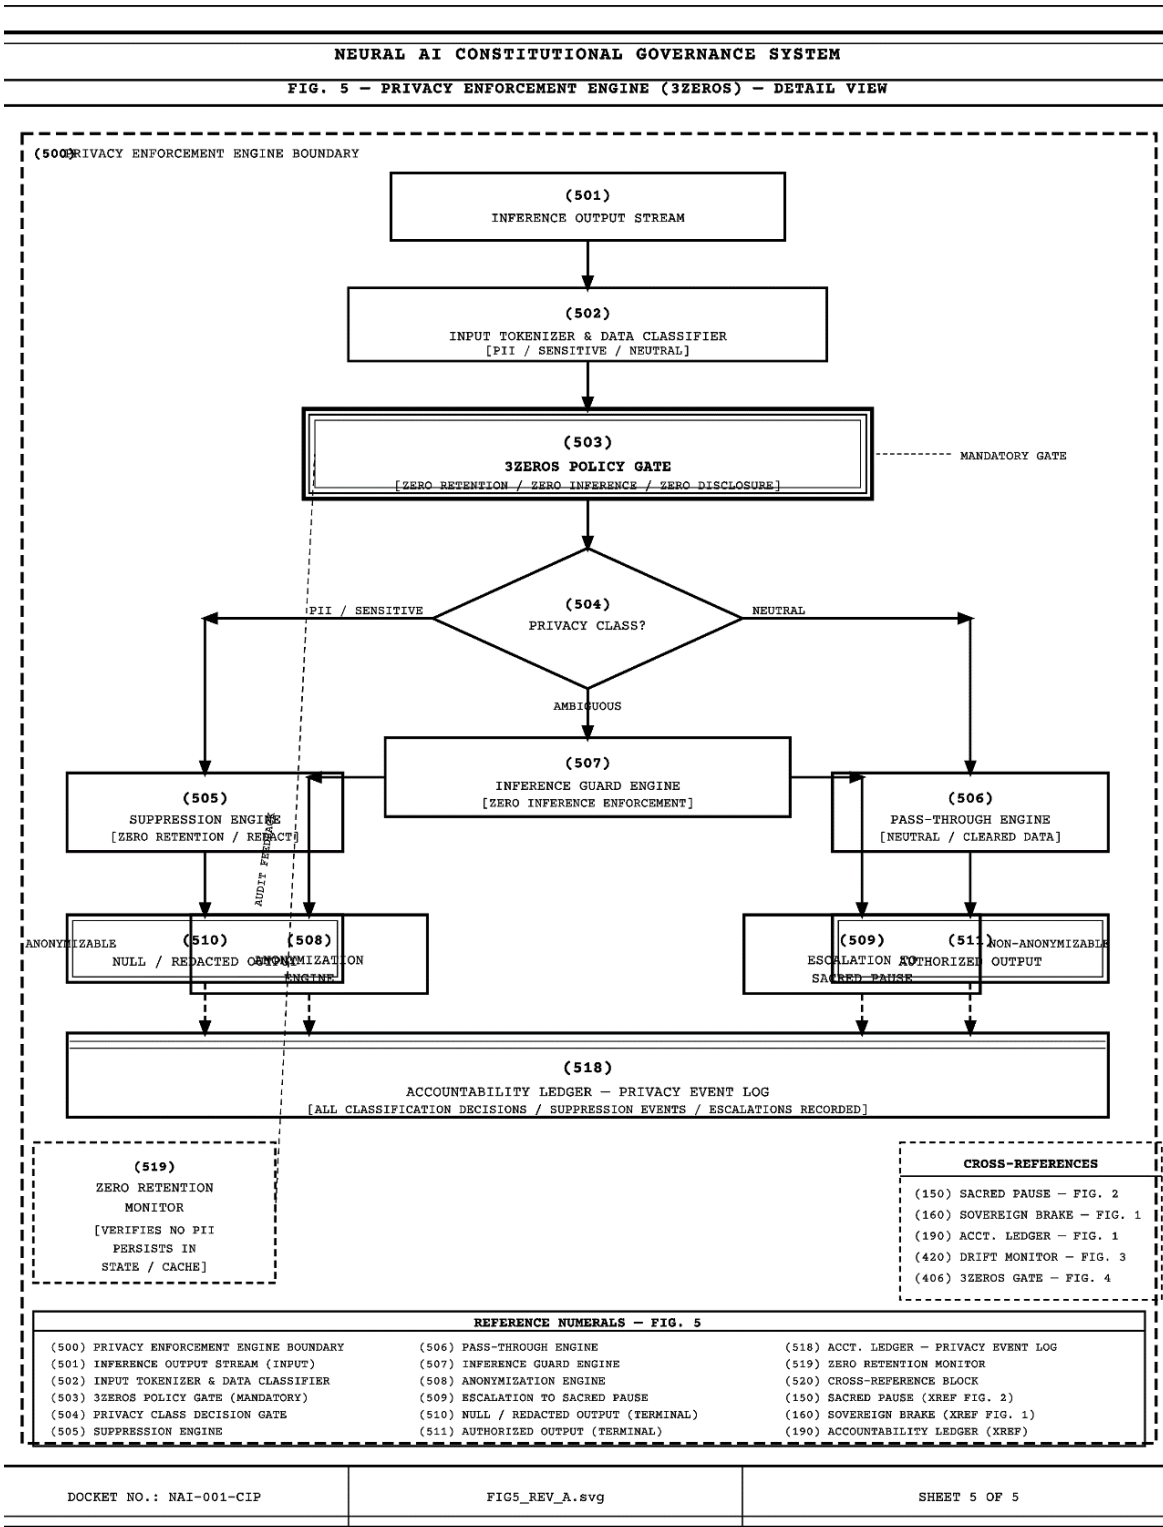 NEURAL AI CONSTITUTIONAL GOVERNANCE SYSTEM
FIG. 5 — PRIVACY ENFORCEMENT ENGINE (3ZEROS) — DETAIL VIEW
(500) PRIVACY ENFORCEMENT ENGINE BOUNDARY
(501)
INFERENCE OUTPUT STREAM
(502)
INPUT TOKENIZER & DATA CLASSIFIER
[PII / SENSITIVE / NEUTRAL]
(503)
3ZEROS POLICY GATE
[ZERO RETENTION / ZERO INFERENCE / ZERO DISCLOSURE]
MANDATORY GATE
(504)
PRIVACY CLASS?
PII / SENSITIVE
NEUTRAL
AMBIGUOUS
(507)
INFERENCE GUARD ENGINE
[ZERO INFERENCE ENFORCEMENT]
(505)
SUPPRESSION ENGINE
[ZERO RETENTION / REDACT]
(506)
PASS-THROUGH ENGINE
[NEUTRAL / CLEARED DATA]
AUDIT FEEDBACK
ANONYMIZABLE
(510)
NULL / REDACTED OUTPUT
(508)
ANONYMIZATION
ENGINE
(509)
ESCALATION TO
SACRED PAUSE
(511)
AUTHORIZED OUTPUT
NON-ANONYMIZABLE
(518)
ACCOUNTABILITY LEDGER — PRIVACY EVENT LOG
[ALL CLASSIFICATION DECISIONS / SUPPRESSION EVENTS / ESCALATIONS RECORDED]
(519)
ZERO RETENTION
MONITOR
[VERIFIES NO PII
PERSISTS IN
STATE / CACHE]
CROSS-REFERENCES
(150) SACRED PAUSE — FIG. 2
(160) SOVEREIGN BRAKE — FIG. 1
(190) ACCT. LEDGER — FIG. 1
(420) DRIFT MONITOR — FIG. 3
(406) 3ZEROS GATE — FIG. 4
REFERENCE NUMERALS — FIG. 5
(500) PRIVACY ENFORCEMENT ENGINE BOUNDARY
(501) INFERENCE OUTPUT STREAM (INPUT)
(502) INPUT TOKENIZER & DATA CLASSIFIER
(503) 3ZEROS POLICY GATE (MANDATORY)
(504) PRIVACY CLASS DECISION GATE
(505) SUPPRESSION ENGINE
(506) PASS-THROUGH ENGINE
(507) INFERENCE GUARD ENGINE
(508) ANONYMIZATION ENGINE
(509) ESCALATION TO SACRED PAUSE
(510) NULL / REDACTED OUTPUT (TERMINAL)
(511) AUTHORIZED OUTPUT (TERMINAL)
(518) ACCT. LEDGER — PRIVACY EVENT LOG
(519) ZERO RETENTION MONITOR
(520) CROSS-REFERENCE BLOCK
(150) SACRED PAUSE (XREF FIG. 2)
(160) SOVEREIGN BRAKE (XREF FIG. 1)
(190) ACCOUNTABILITY LEDGER (XREF)
DOCKET NO.: NAI-001-CIP
FIG5_REV_A.svg
SHEET 5 OF 5